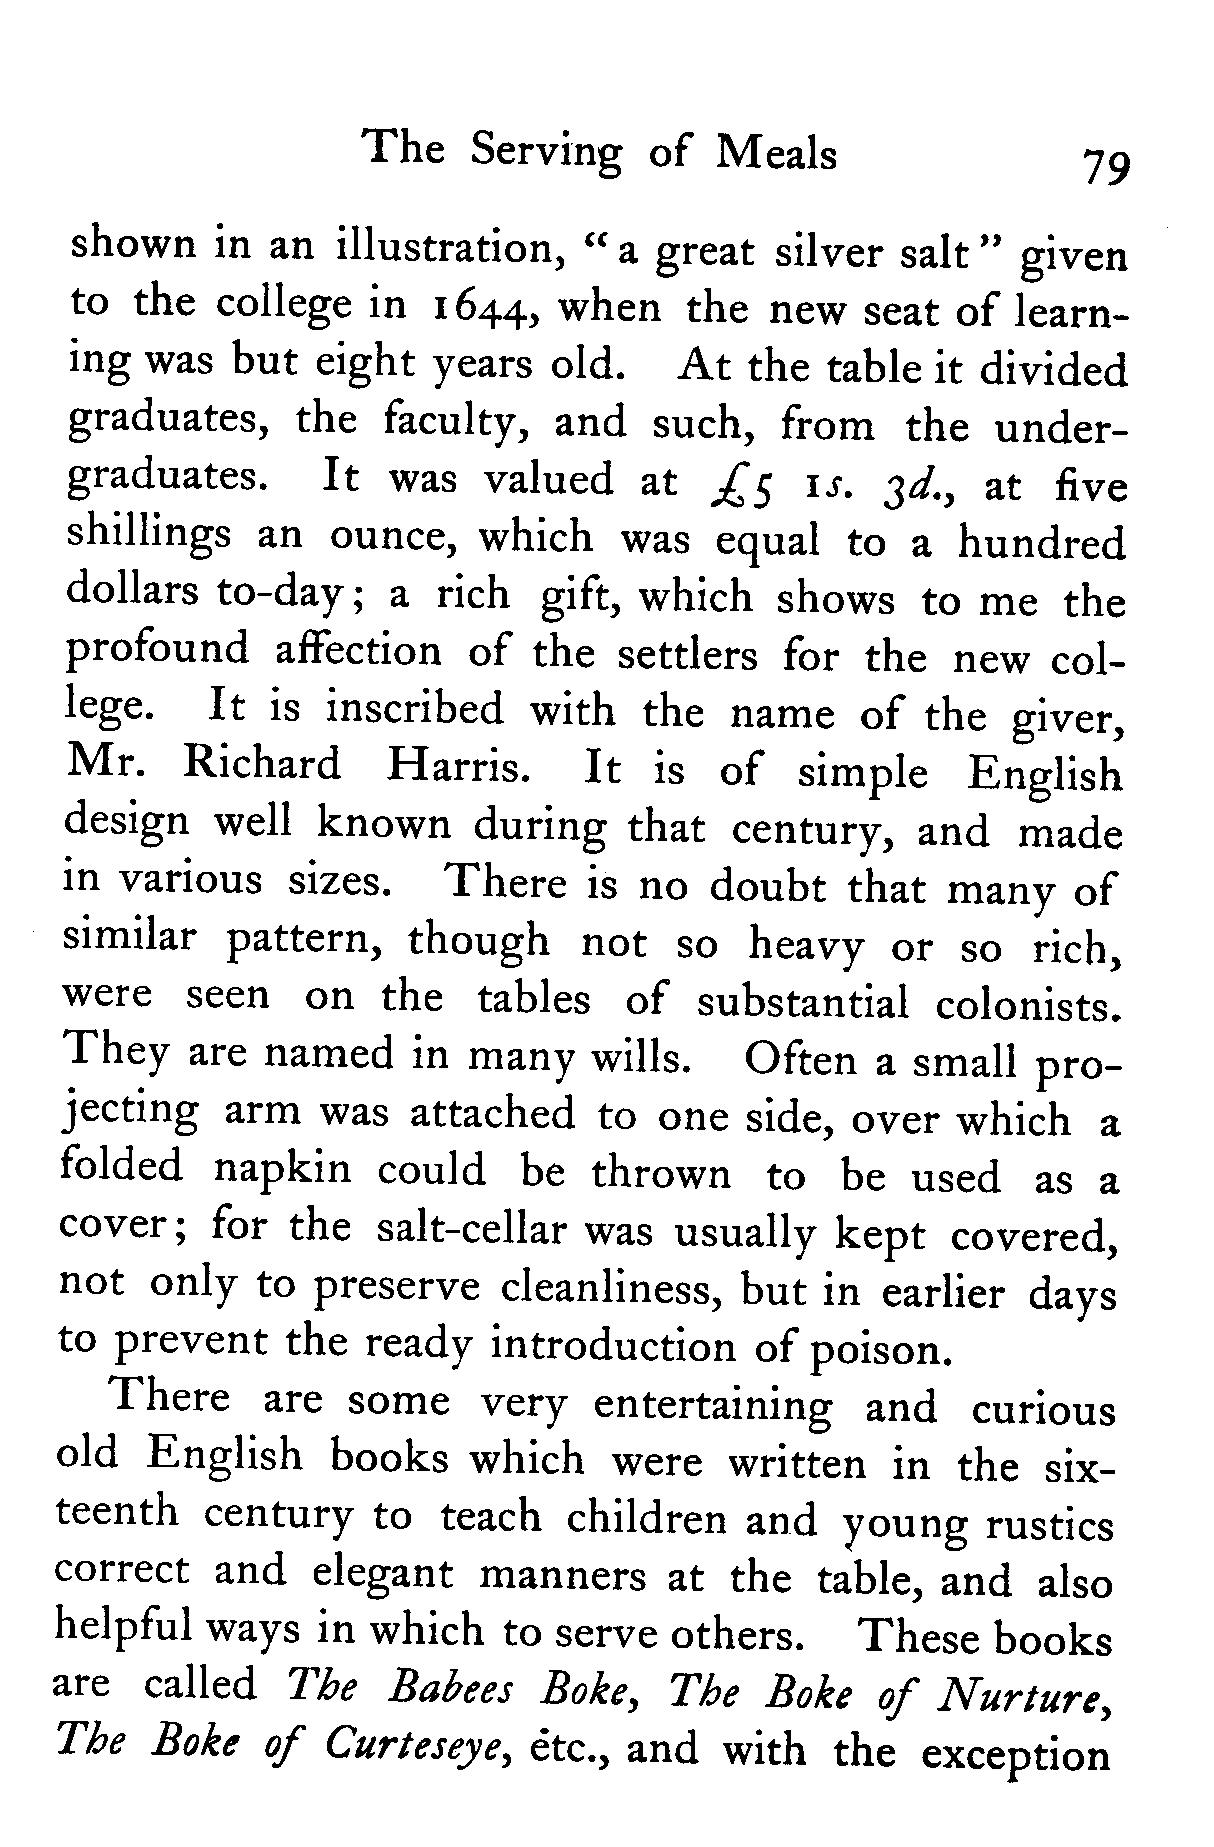 The Serving of Meals 79
shown in an illustration, “a great silver salt” given
to the college in 1644, when the new seat of learn-
ing was but eight years old. At the table it divided
graduates, the faculty, and such, from the under-
graduates. It was valued at £5 1s. 3d., at five
shillings an ounce, which was equal to a hundred
dollars to-day; a rich gift, which shows to me the
profound affection of the settlers for the new col-
lege. It is inscribed with the name of the giver,
Mr. Richard Harris. It is of simple English
design well known during that century, and made
in various sizes. There is no doubt that many of
similar pattern, though not so heavy or so rich,
were seen on the tables of substantial colonists.
They are named in many wills. Often a small pro-
jecting arm was attached to one side, over which a
folded napkin could be thrown to be used as a
cover; for the salt-cellar was usually kept covered,
not only to preserve cleanliness, but in earlier days
to prevent the ready introduction of poison.
There are some very entertaining and curious
old English books which were written in the six-
teenth century to teach children and young rustics
correct and elegant manners at the table, and also
helpful ways in which to serve others. These books
are called The Babees Boke, The Boke of Nurture,
The Boke of Curteseye, etc., and with the exception